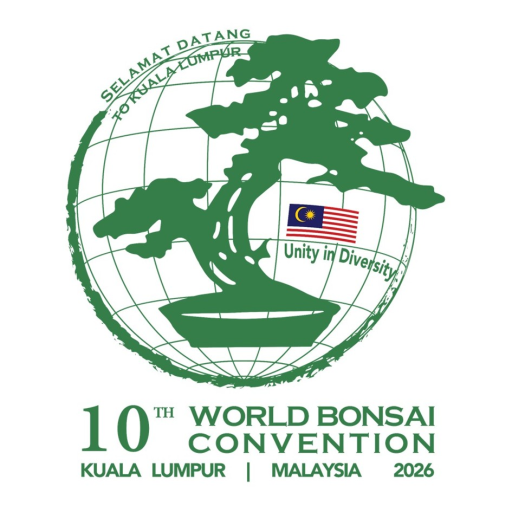 SELAMAT DATANG
TO KUALA LUMPUR
Unity in Diversity
10TH WORLD BONSAI
CONVENTION
KUALA LUMPUR | MALAYSIA 2026